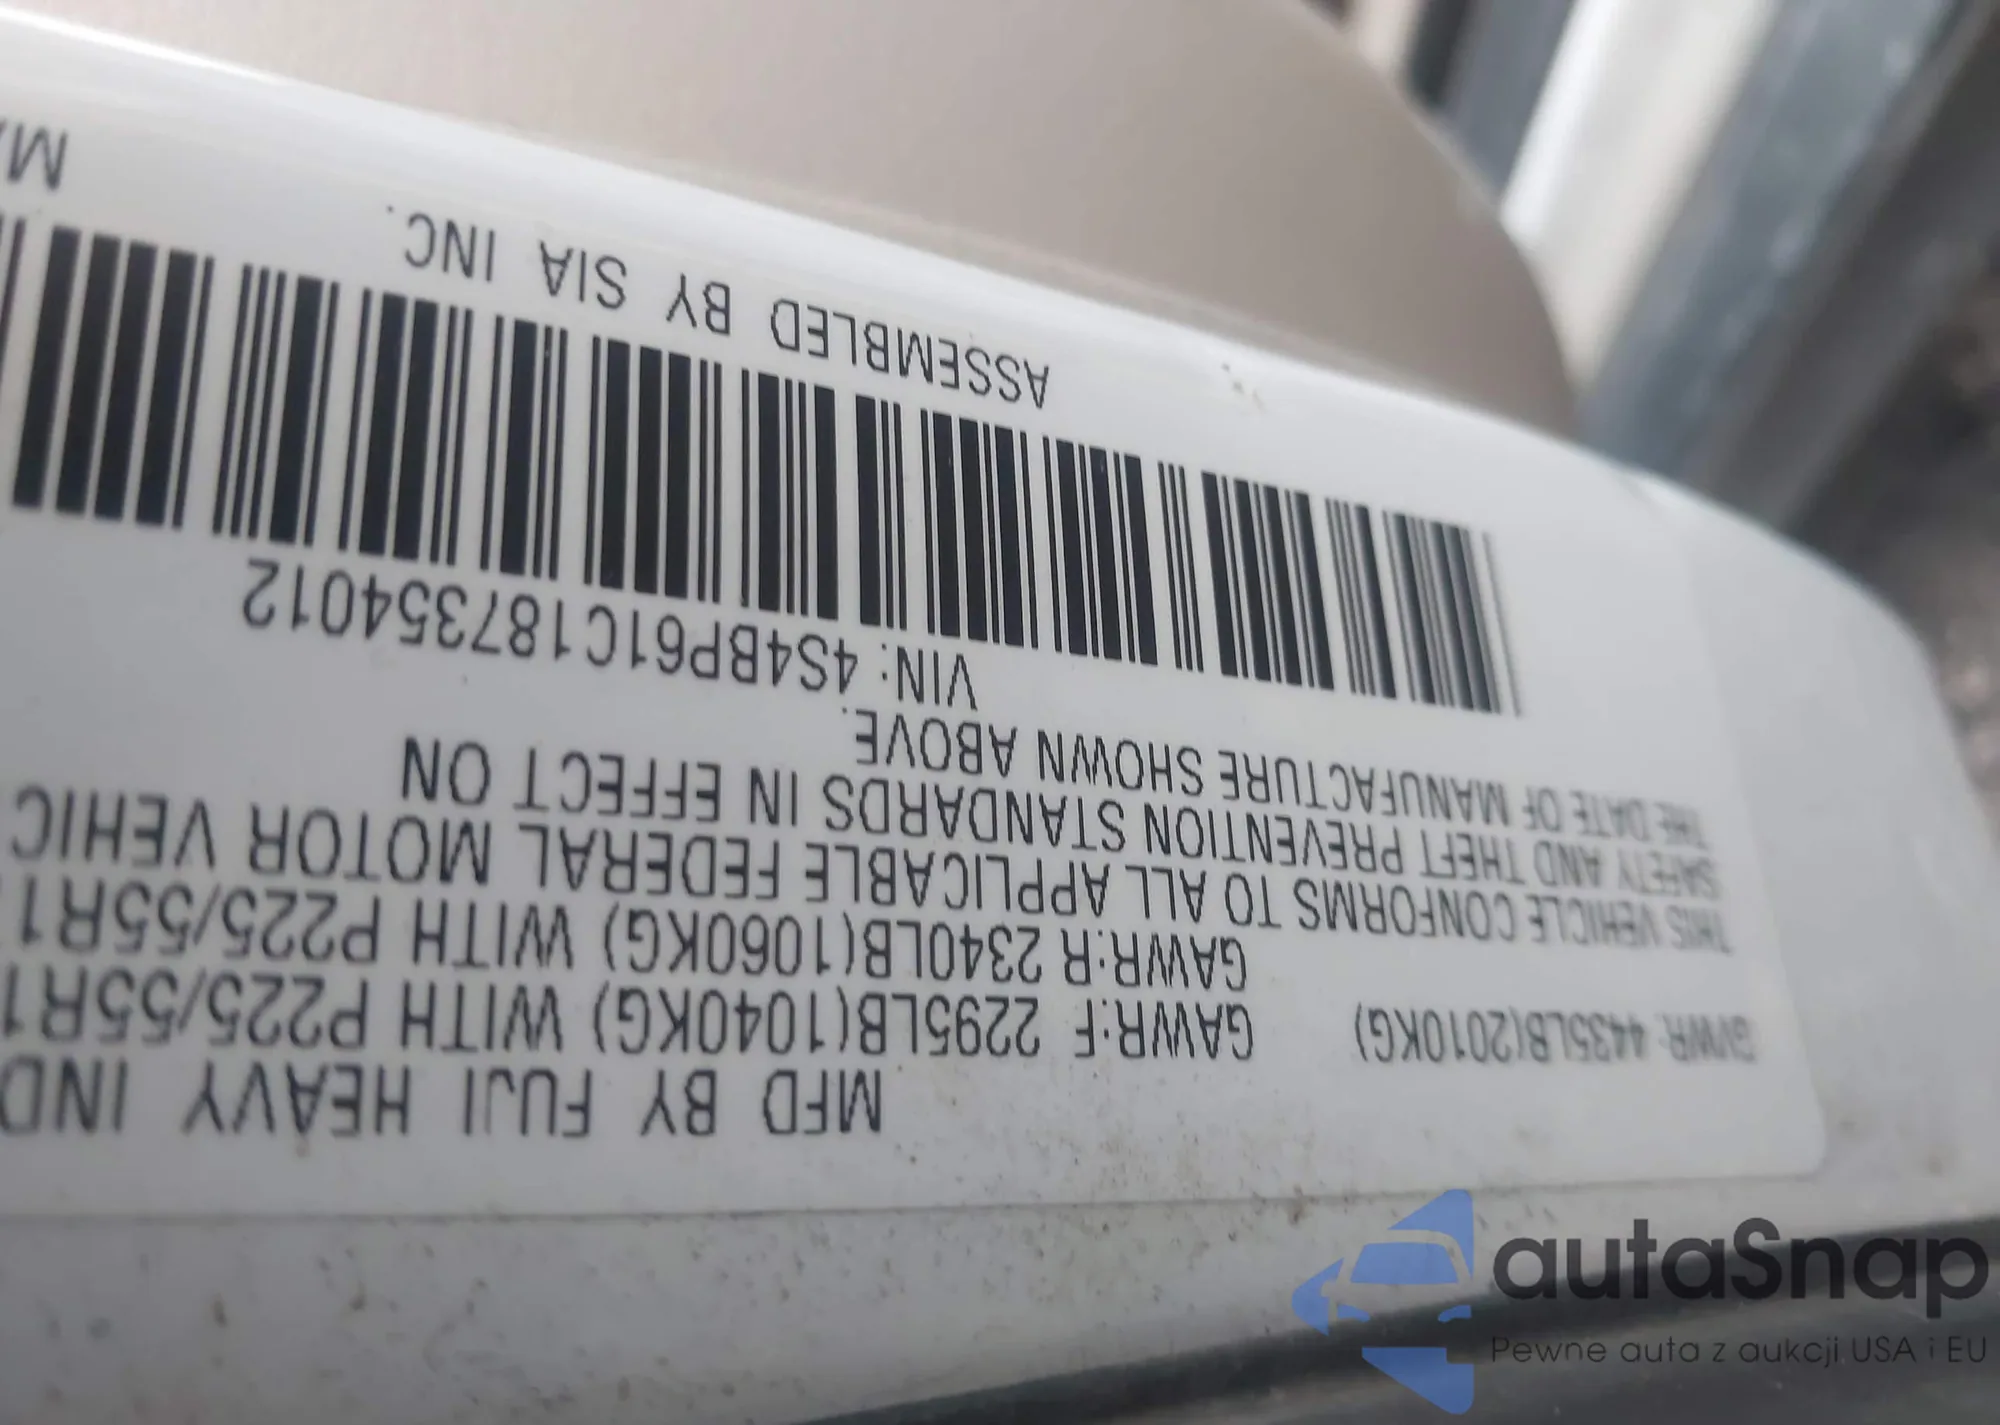 MFD BY FUJI HEAVY IND
GVWR: 4435LB(2010KG) GAWR:F 2295LB(1040KG) WITH P225/55R1
GAWR:R 2340LB(1060KG) WITH P225/55R1
THIS VEHICLE CONFORMS TO ALL APPLICABLE FEDERAL MOTOR VEHIC
SAFETY AND THEFT PREVENTION STANDARDS IN EFFECT ON
THE DATE OF MANUFACTURE SHOWN ABOVE.
VIN: 4S4BP61C187354012
ASSEMBLED BY SIA INC.
autaSnap
Pewne auta z aukcji USA i EU